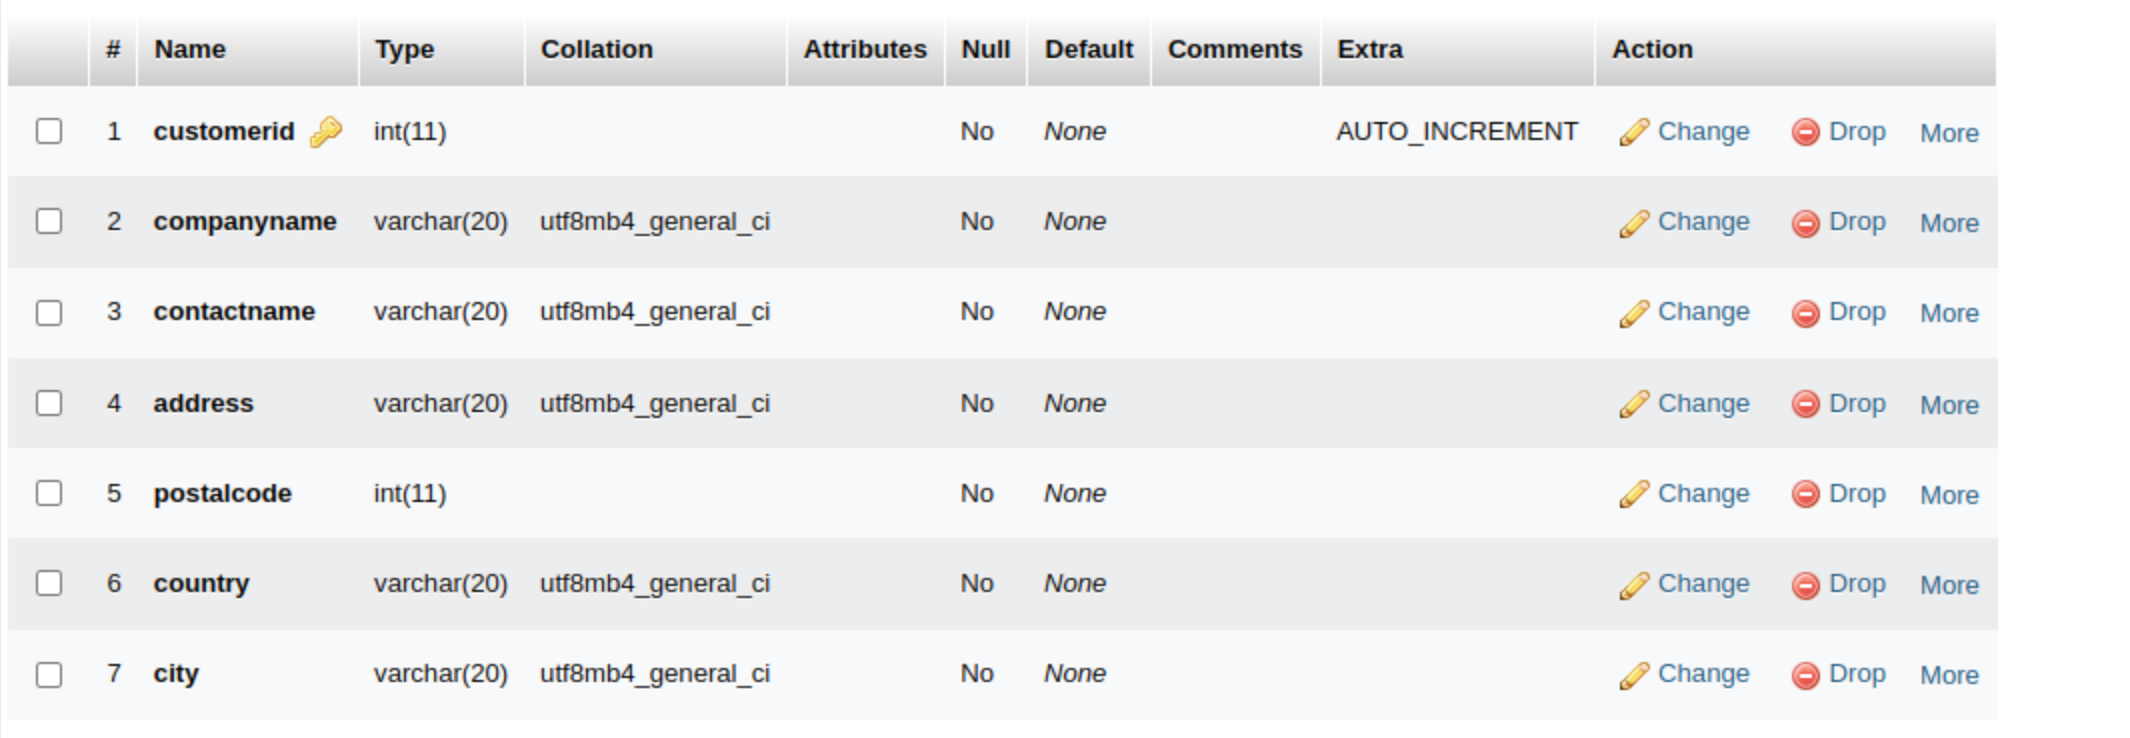 # Name Type Collation Attributes Null Default Comments Extra Action
1 customerid int(11) No None AUTO_INCREMENT Change Drop More
2 companyname varchar(20) utf8mb4_general_ci No None Change Drop More
3 contactname varchar(20) utf8mb4_general_ci No None Change Drop More
4 address varchar(20) utf8mb4_general_ci No None Change Drop More
5 postalcode int(11) No None Change Drop More
6 country varchar(20) utf8mb4_general_ci No None Change Drop More
7 city varchar(20) utf8mb4_general_ci No None Change Drop More